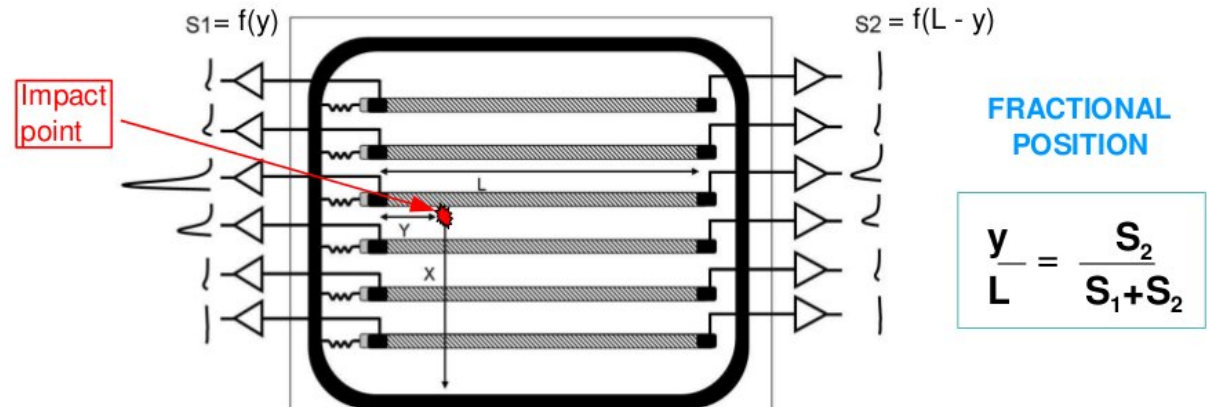 S1= f(y)
S2 = f(L - y)
Impact
point
FRACTIONAL
POSITION
L
Y
X
y
L
=
S₂
S₁+S₂